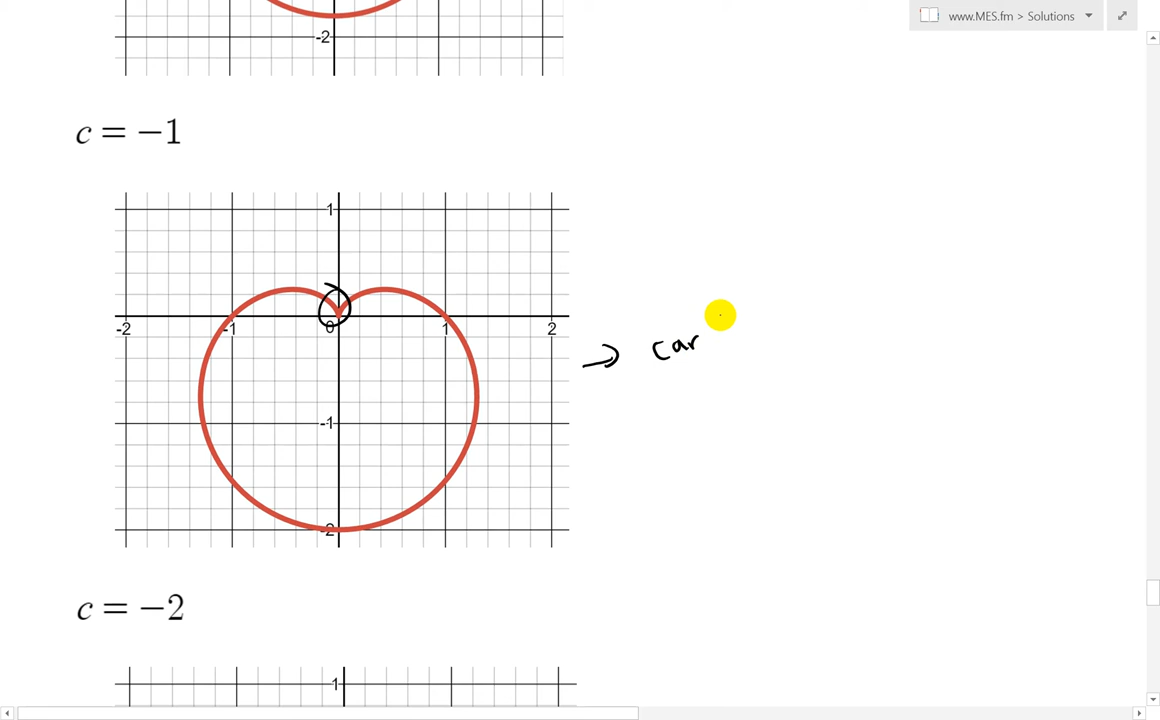 www.MES.fm > Solutions
-2
c = −1
1
-2 -1 0 1 2
→ car
-1
-2
c = −2
1